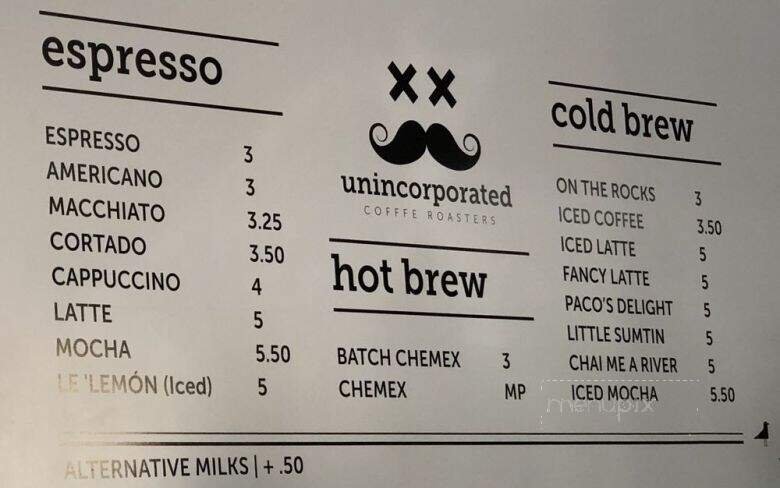 espresso
ESPRESSO 3
AMERICANO 3
MACCHIATO 3.25
CORTADO 3.50
CAPPUCCINO 4
LATTE 5
MOCHA 5.50
LE 'LEMÓN (Iced) 5
unincorporated
COFFFE ROASTERS
hot brew
BATCH CHEMEX 3
CHEMEX MP
cold brew
ON THE ROCKS 3
ICED COFFEE 3.50
ICED LATTE 5
FANCY LATTE 5
PACO'S DELIGHT 5
LITTLE SUMTIN 5
CHAI ME A RIVER 5
ICED MOCHA 5.50
menupix
ALTERNATIVE MILKS | + .50